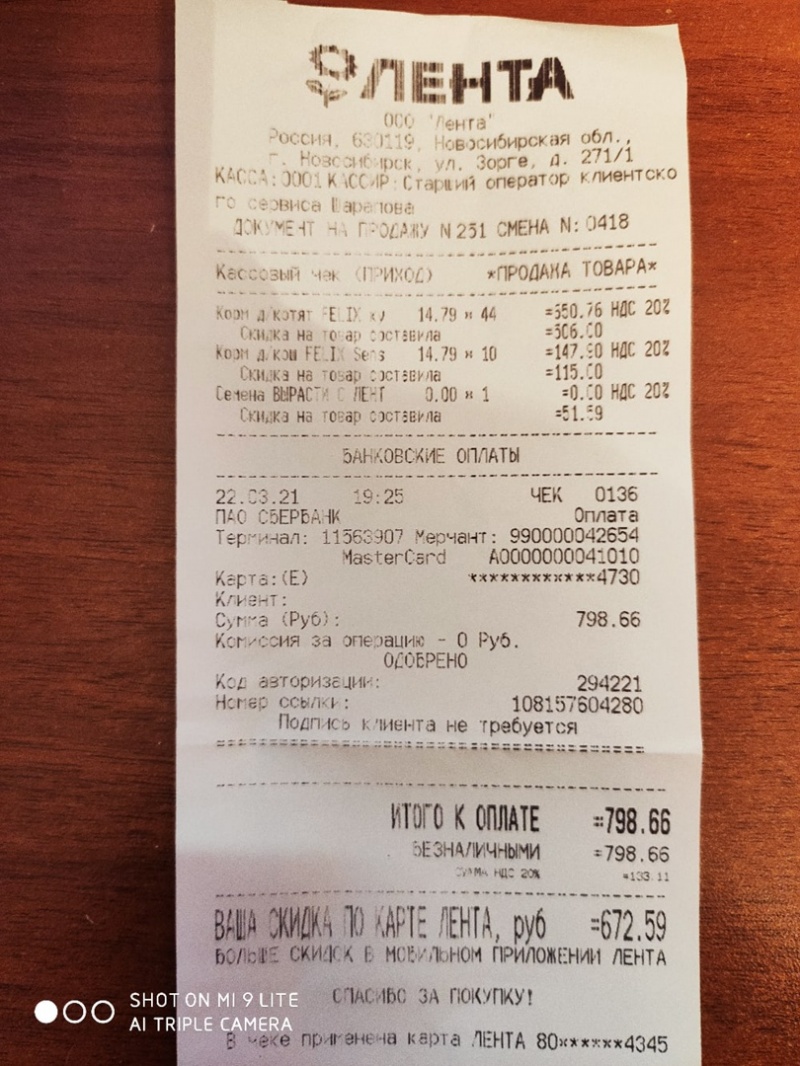 ЛЕНТА
ООО 'Лента'
Россия, 630119, Новосибирская обл.,
г. Новосибирск, ул. Зорге, д. 271/1
КАССА:0001 КАССИР:Старший оператор клиентско
го сервиса Шарапова
ДОКУМЕНТ НА ПРОДАЖУ N 251 СМЕНА N: 0418
Кассовый чек (ПРИХОД) *ПРОДАЖА ТОВАРА*
Корм д/котят FELIX 14.79 * 44 =650.76 НДС 20%
Скидка на товар составила =506.00
Корм д/кош FELIX Sens 14.79 * 10 =147.90 НДС 20%
Скидка на товар составила =115.00
Семена ВЫРАСТИ С ЛЕНТ 0.00 * 1 =0.00 НДС 20%
Скидка на товар составила =51.59
БАНКОВСКИЕ ОПЛАТЫ
22.03.21 19:25 ЧЕК 0136
ПАО СБЕРБАНК Оплата
Терминал: 11563907 Мерчант: 990000042654
MasterCard A0000000041010
Карта:(E) ************4730
Клиент:
Сумма (Руб): 798.66
Комиссия за операцию - 0 Руб.
ОДОБРЕНО
Код авторизации: 294221
Номер ссылки: 108157604280
Подпись клиента не требуется
ИТОГО К ОПЛАТЕ =798.66
БЕЗНАЛИЧНЫМИ =798.66
СУММА НДС 20% =133.11
ВАША СКИДКА ПО КАРТЕ ЛЕНТА, руб =672.59
БОЛЬШЕ СКИДОК В МОБИЛЬНОМ ПРИЛОЖЕНИИ ЛЕНТА
СПАСИБО ЗА ПОКУПКУ!
В чеке применена карта ЛЕНТА 80******4345
SHOT ON MI 9 LITE
AI TRIPLE CAMERA